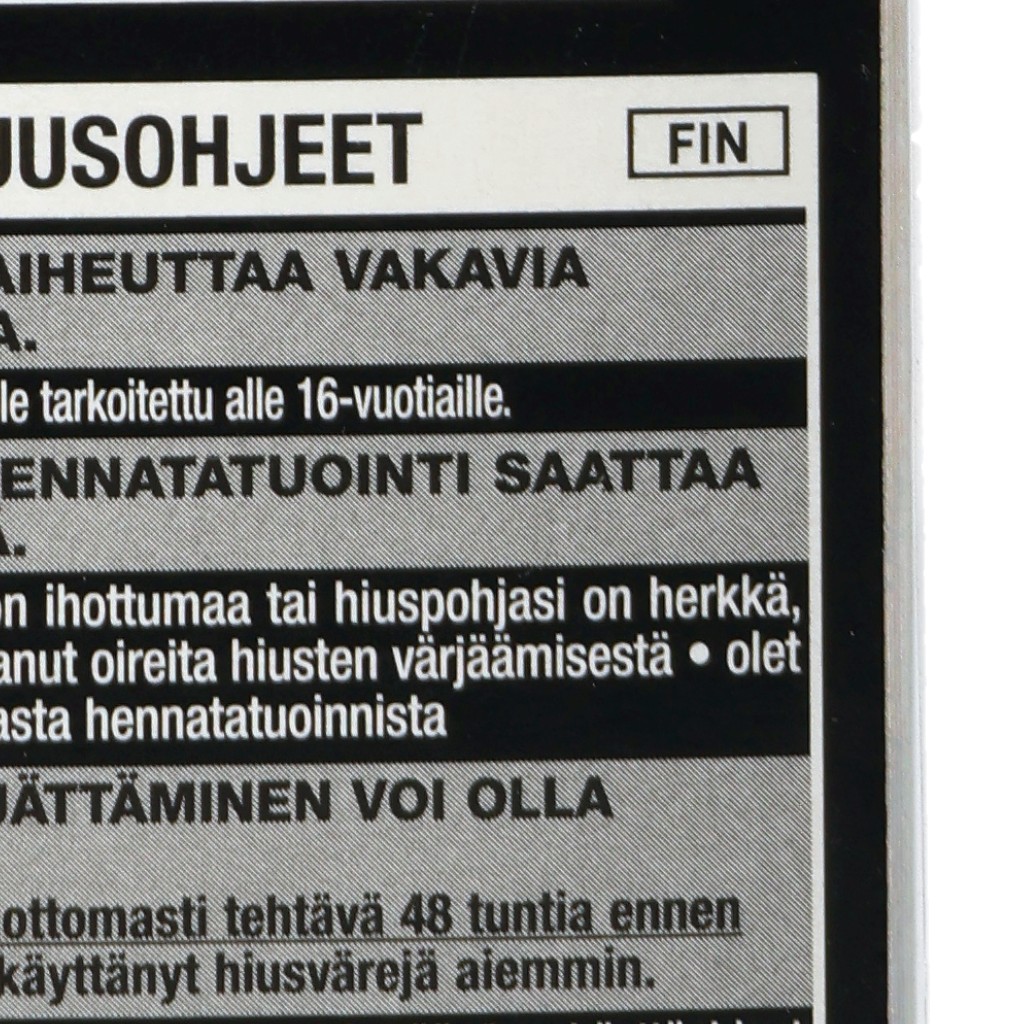 JUSOHJEET FIN
AIHEUTTAA VAKAVIA
A.
le tarkoitettu alle 16-vuotiaille.
ENNATATUOINTI SAATTAA
A.
on ihottumaa tai hiuspohjasi on herkkä,
anut oireita hiusten värjäämisestä • olet
asta hennatatuoinnista
JÄTTÄMINEN VOI OLLA
ottomasti tehtävä 48 tuntia ennen
käyttänyt hiusvärejä aiemmin.